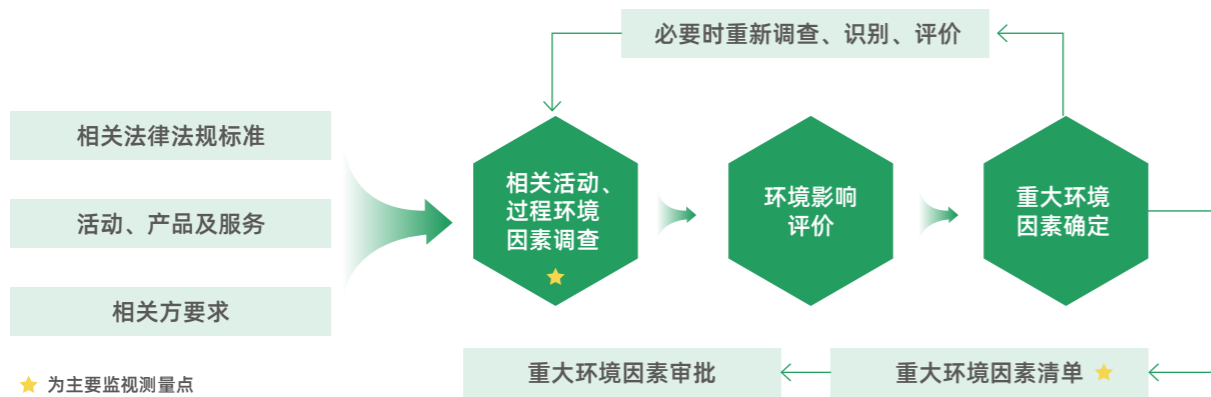 必要时重新调查、识别、评价
相关法律法规标准
活动、产品及服务
相关方要求
相关活动、
过程环境
因素调查
环境影响
评价
重大环境
因素确定
重大环境因素审批
重大环境因素清单
为主要监视测量点